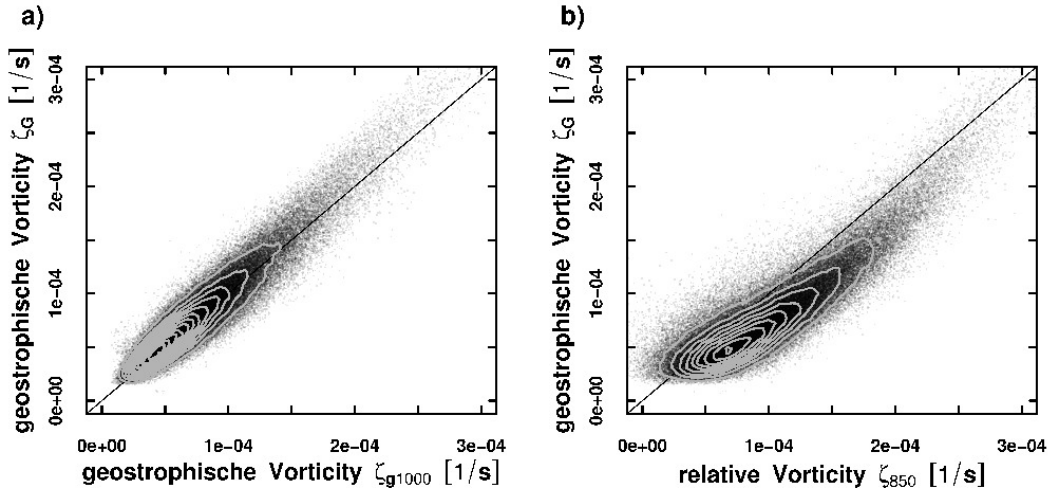 a)
geostrophische Vorticity ζG [1/s]
3e−04
2e−04
1e−04
0e+00
0e+00 1e−04 2e−04 3e−04
geostrophische Vorticity ζg1000 [1/s]
b)
geostrophische Vorticity ζG [1/s]
3e−04
2e−04
1e−04
0e+00
0e+00 1e−04 2e−04 3e−04
relative Vorticity ζ850 [1/s]